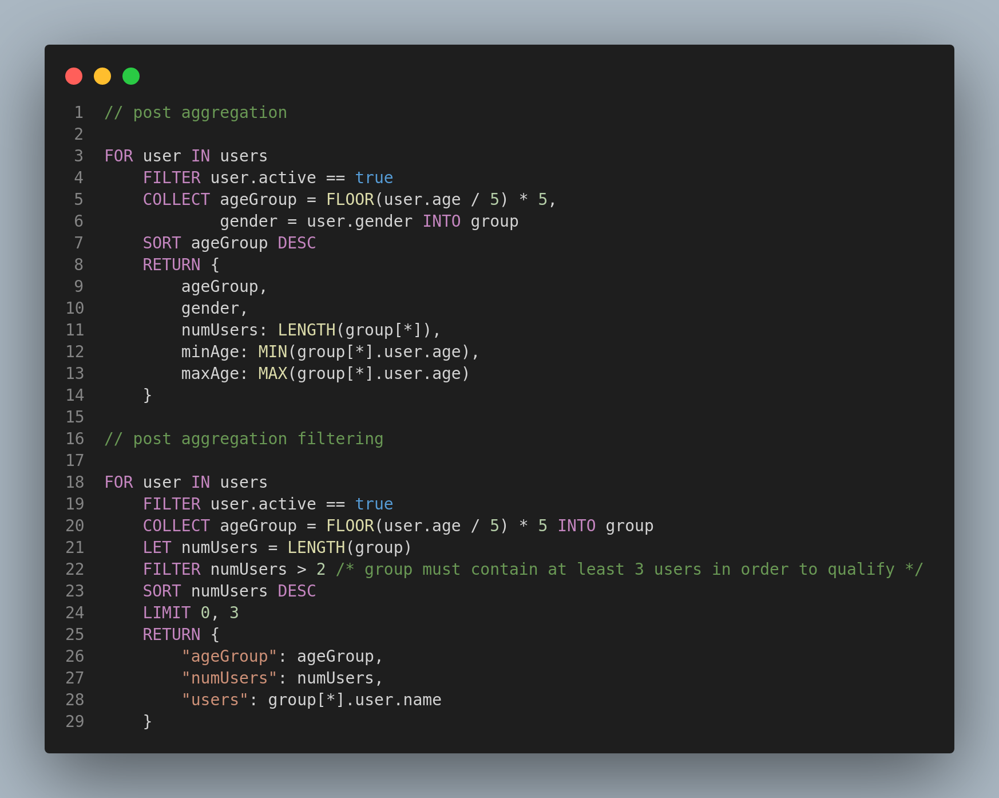 1 // post aggregation
2
3 FOR user IN users
4     FILTER user.active == true
5     COLLECT ageGroup = FLOOR(user.age / 5) * 5,
6             gender = user.gender INTO group
7     SORT ageGroup DESC
8     RETURN {
9         ageGroup,
10         gender,
11         numUsers: LENGTH(group[*]),
12         minAge: MIN(group[*].user.age),
13         maxAge: MAX(group[*].user.age)
14     }
15
16 // post aggregation filtering
17
18 FOR user IN users
19     FILTER user.active == true
20     COLLECT ageGroup = FLOOR(user.age / 5) * 5 INTO group
21     LET numUsers = LENGTH(group)
22     FILTER numUsers > 2 /* group must contain at least 3 users in order to qualify */
23     SORT numUsers DESC
24     LIMIT 0, 3
25     RETURN {
26         "ageGroup": ageGroup,
27         "numUsers": numUsers,
28         "users": group[*].user.name
29     }